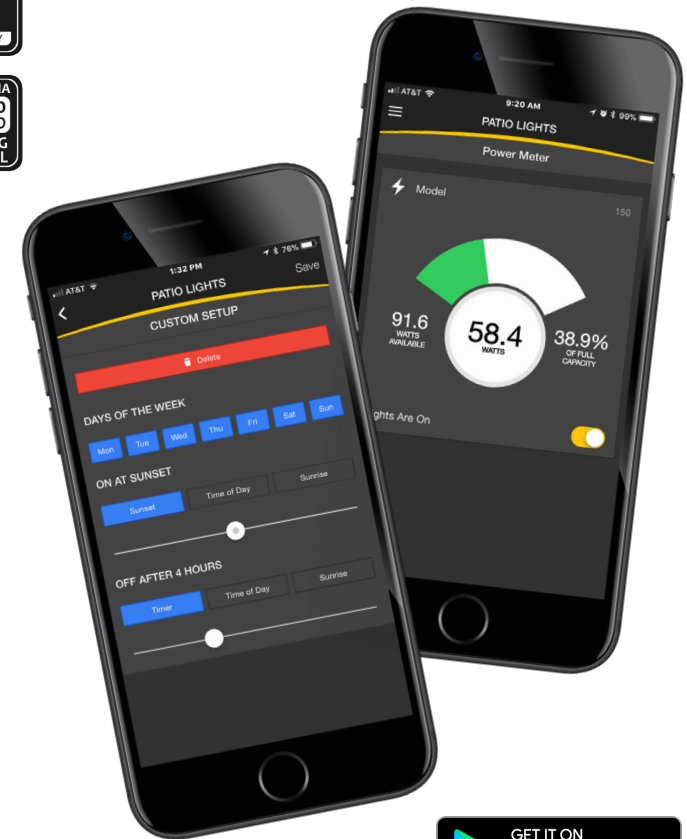 AT&T
9:20 AM
99%
PATIO LIGHTS
Power Meter
Model
150
91.6
WATTS
AVAILABLE
58.4
WATTS
38.9%
OF FULL
CAPACITY
ghts Are On
AT&T
1:32 PM
76%
PATIO LIGHTS
Save
CUSTOM SETUP
Delete
DAYS OF THE WEEK
Mon Tue Wed Thu Fri Sat Sun
ON AT SUNSET
Sunset Time of Day Sunrise
OFF AFTER 4 HOURS
Timer Time of Day Sunrise
GET IT ON